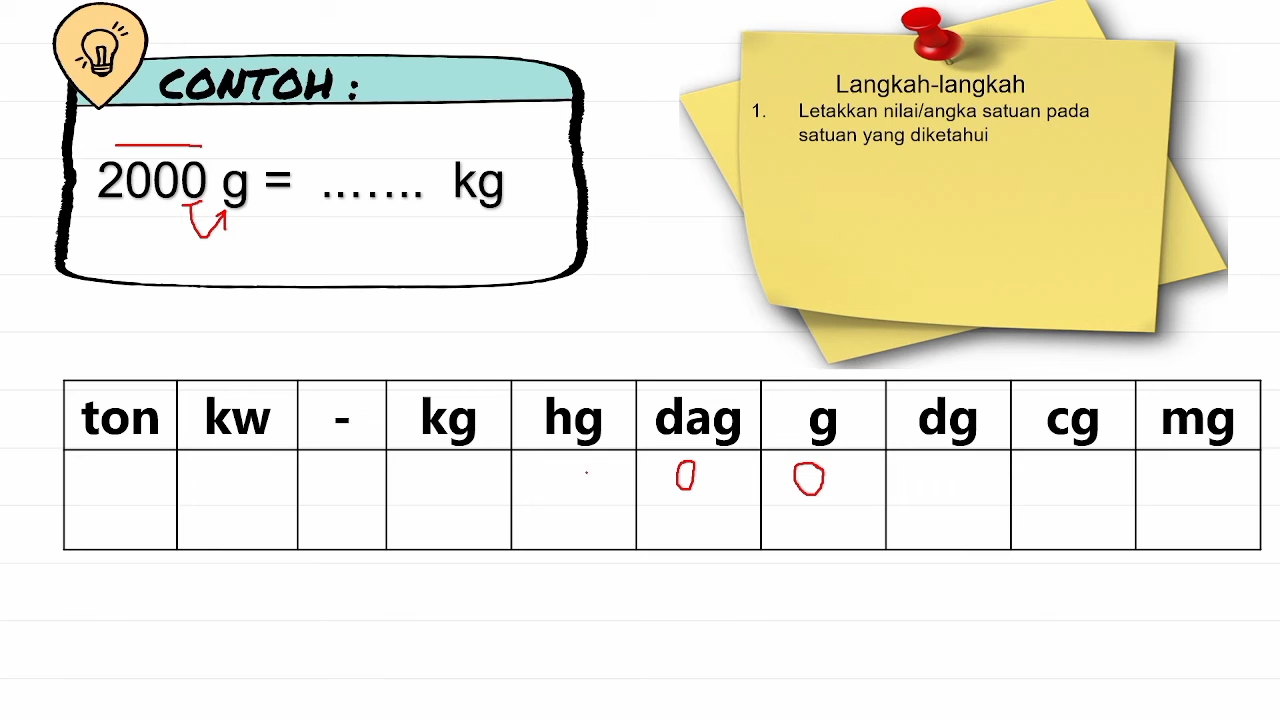 CONTOH :
2000 g = ........ kg
Langkah-langkah
1. Letakkan nilai/angka satuan pada
satuan yang diketahui
ton kw - kg hg dag g dg cg mg
0 0